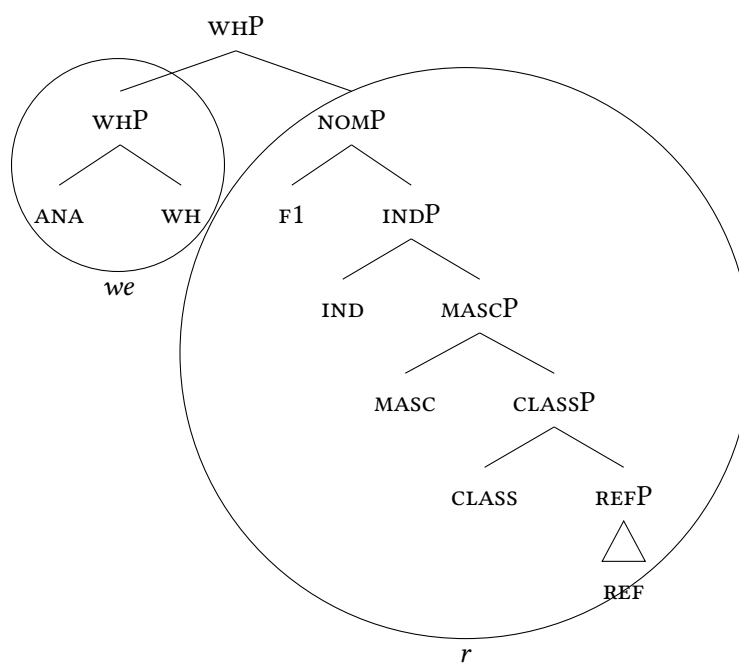 WHP
WHP NOMP
ANA WH F1 INDP
we
IND MASCP
MASC CLASSP
CLASS REFP
REF
r